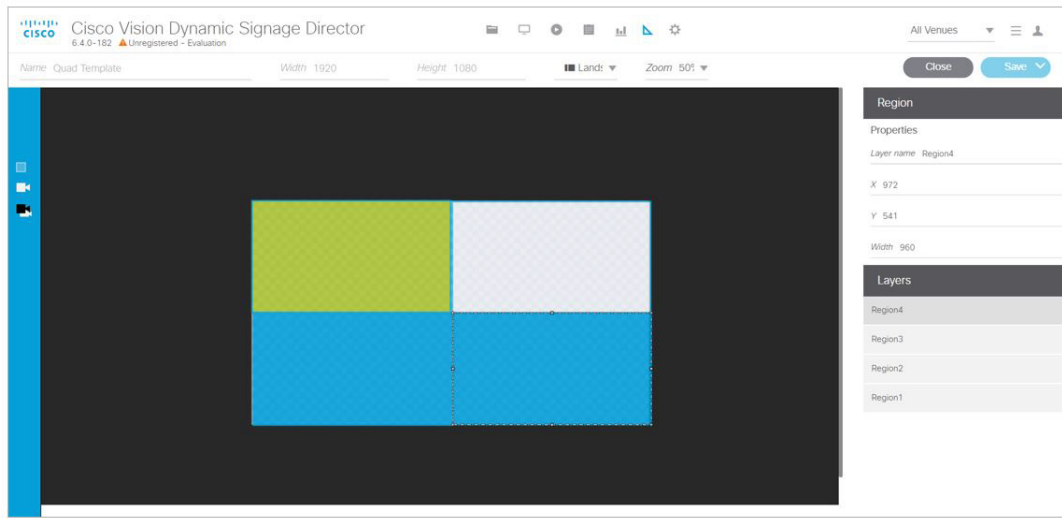 CISCO
Cisco Vision Dynamic Signage Director
6.4.0-182 Unregistered - Evaluation
All Venues
Name Quad Template Width 1920 Height 1080 Land: Zoom 50% Close Save
Region
Properties
Layer name Region4
X 972
Y 541
Width 960
Layers
Region4
Region3
Region2
Region1